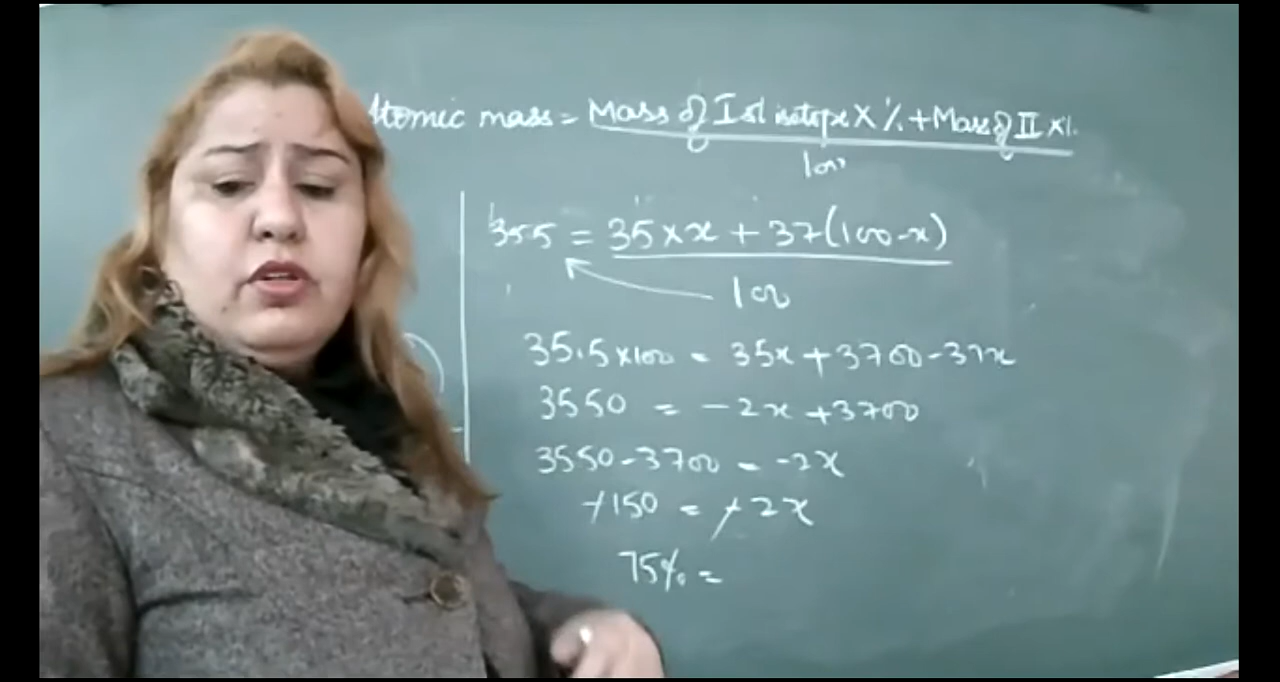 Atomic mass = Mass of Ist isotope X % + Mass of II X %
100
35.5 = 35 x x + 37(100-x)
100
35.5 x 100 = 35x + 3700 - 37x
3550 = -2x + 3700
3550 - 3700 = -2x
-150 = -2x
75% =